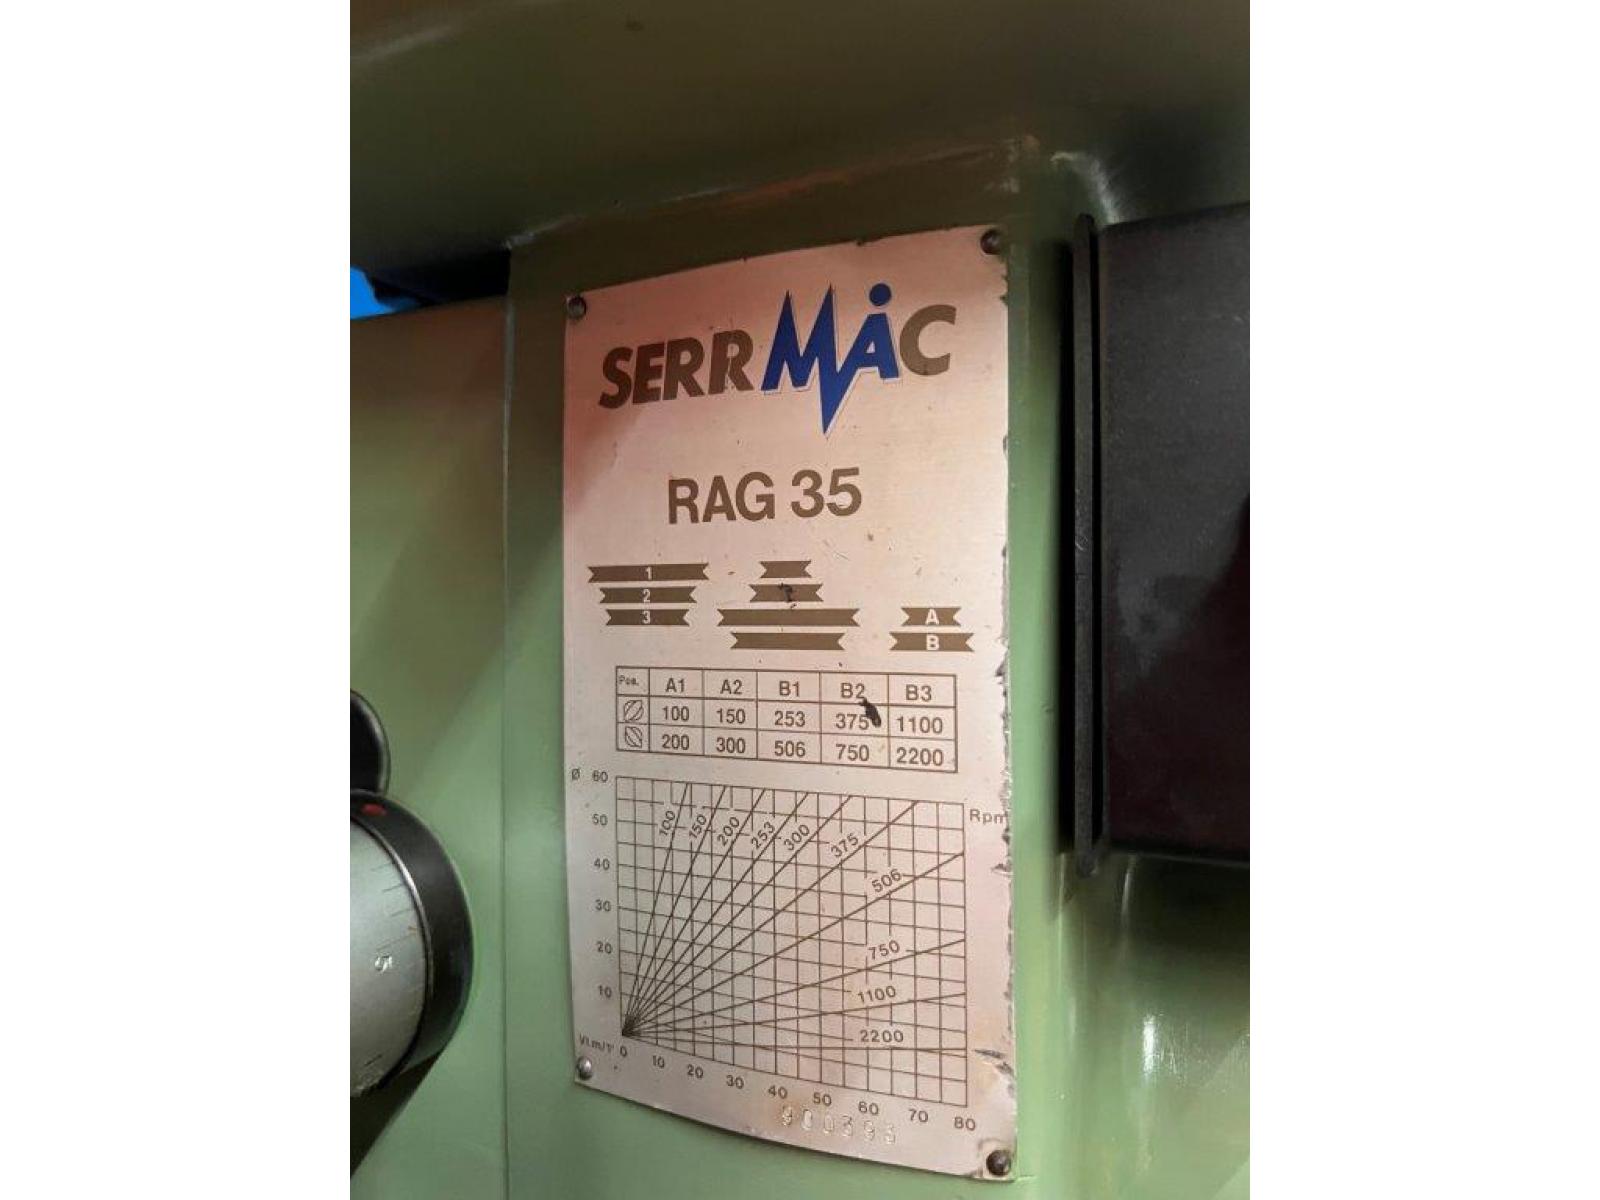 SERRMAC
RAG 35
1
2
3
A
B
Pos. A1 A2 B1 B2 B3
100 150 253 375 1100
200 300 506 750 2200
Ø 60
50
40
30
20
10
Rpm
100 150 200 253 300 375
506
750
1100
2200
Vt.m/1' 0 10 20 30 40 50 60 70 80
900393
5